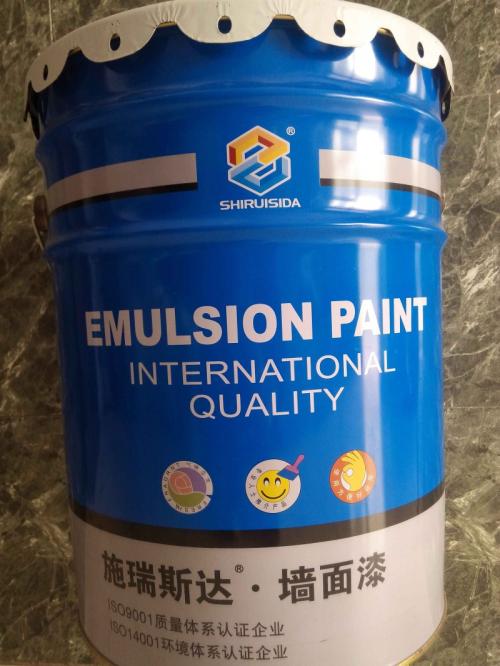 ®
SHIRUISIDA
EMULSION PAINT
INTERNATIONAL
QUALITY
施瑞斯达®·墙面漆
ISO9001质量体系认证企业
ISO14001环境体系认证企业